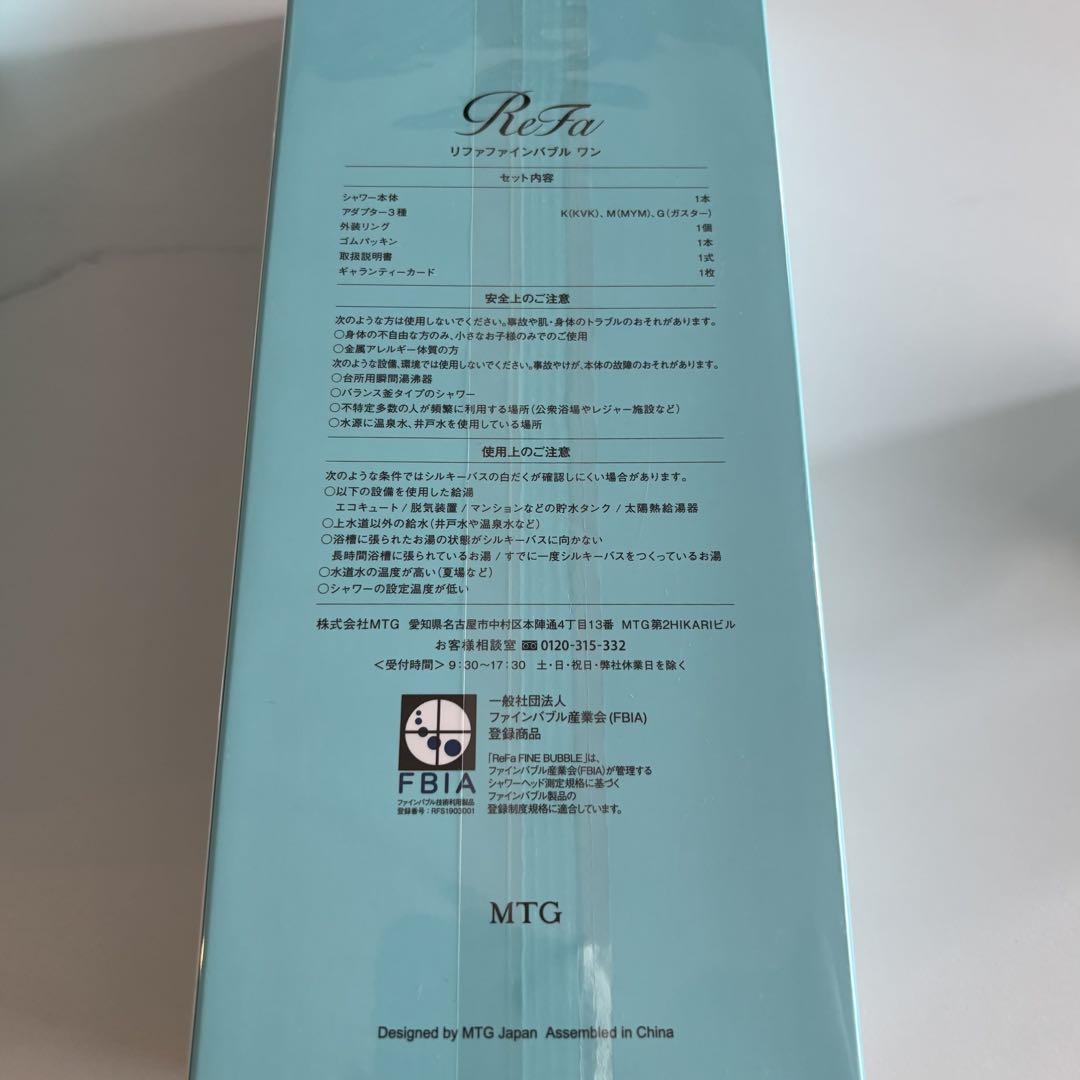 ReFa
リファファインバブル ワン
セット内容
シャワー本体 1本
アダプター3種 K(KVK)、M(MYM)、G(ガスター)
外装リング 1個
ゴムパッキン 1本
取扱説明書 1式
ギャランティーカード 1枚
安全上のご注意
次のような方は使用しないでください。事故や肌・身体のトラブルのおそれがあります。
○身体の不自由な方のみ、小さなお子様のみでのご使用
○金属アレルギー体質の方
次のような設備、環境では使用しないでください。事故やけが、本体の故障のおそれがあります。
○台所用瞬間湯沸器
○バランス釜タイプのシャワー
○不特定多数の人が頻繁に利用する場所(公衆浴場やレジャー施設など)
○水源に温泉水、井戸水を使用している場所
使用上のご注意
次のような条件ではシルキーバスの白だくが確認しにくい場合があります。
○以下の設備を使用した給湯
エコキュート / 脱気装置 / マンションなどの貯水タンク / 太陽熱給湯器
○上水道以外の給水(井戸水や温泉水など)
○浴槽に張られたお湯の状態がシルキーバスに向かない
長時間浴槽に張られているお湯 / すでに一度シルキーバスをつくっているお湯
○水道水の温度が高い(夏場など)
○シャワーの設定温度が低い
株式会社MTG 愛知県名古屋市中村区本陣通4丁目13番 MTG第2HIKARIビル
お客様相談室 0120-315-332
<受付時間> 9:30～17:30 土・日・祝日・弊社休業日を除く
一般社団法人
ファインバブル産業会(FBIA)
登録商品
「ReFa FINE BUBBLE」は、
ファインバブル産業会(FBIA)が管理する
シャワーヘッド測定規格に基づく
ファインバブル製品の
登録制度規格に適合しています。
FBIA
ファインバブル技術利用製品
登録番号:RFS1903001
MTG
Designed by MTG Japan Assembled in China